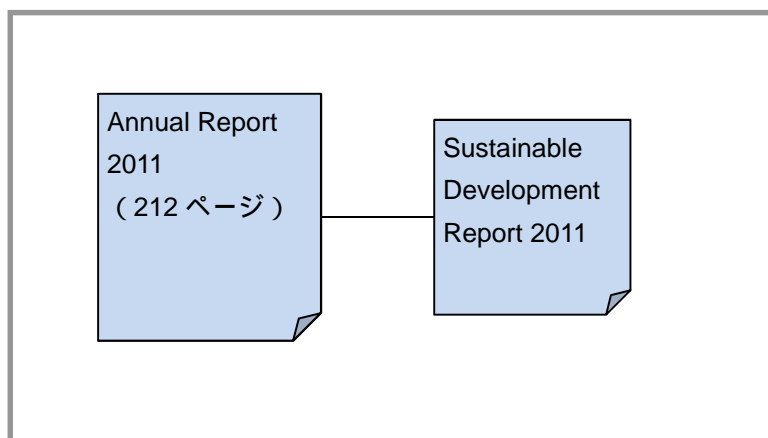 Annual Report
2011
（212 ページ）
Sustainable
Development
Report 2011